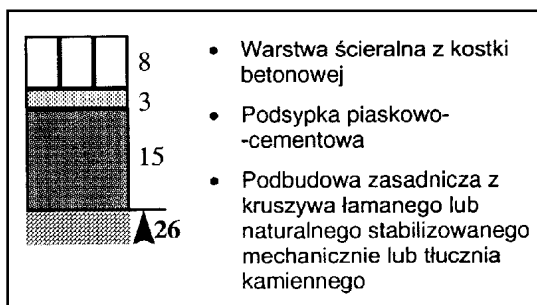 8
3
15
26
• Warstwa ścieralna z kostki
betonowej
• Podsypka piaskowo-
-cementowa
• Podbudowa zasadnicza z
kruszywa łamanego lub
naturalnego stabilizowanego
mechanicznie lub tłucznia
kamiennego